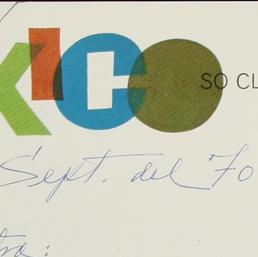 XICO SO CL
Sept. del 70